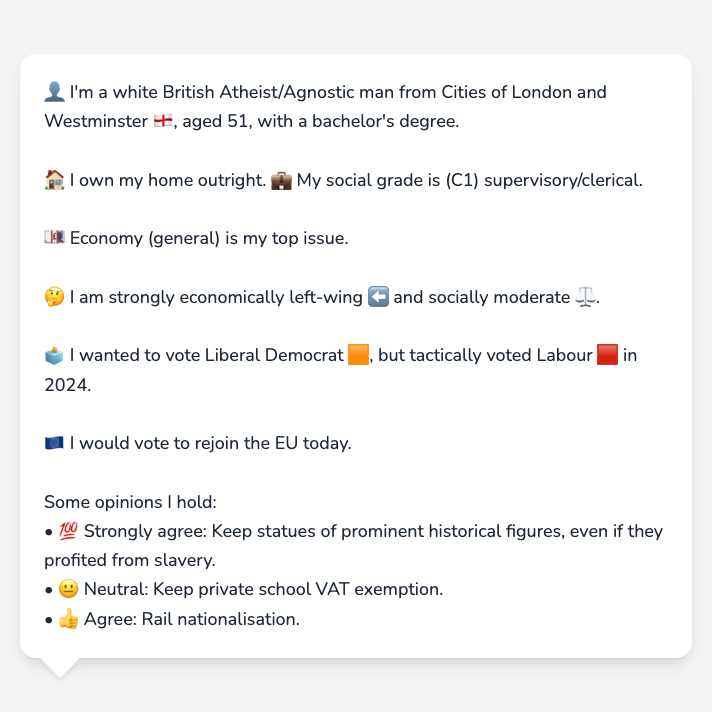 👤 I'm a white British Atheist/Agnostic man from Cities of London and
Westminster 🏴󠁧󠁢󠁥󠁮󠁧󠁿, aged 51, with a bachelor's degree.
🏠 I own my home outright. 💼 My social grade is (C1) supervisory/clerical.
💷 Economy (general) is my top issue.
🤔 I am strongly economically left-wing ⬅️ and socially moderate ⚖️.
🗳️ I wanted to vote Liberal Democrat 🟧, but tactically voted Labour 🟥 in
2024.
🇪🇺 I would vote to rejoin the EU today.
Some opinions I hold:
• 💯 Strongly agree: Keep statues of prominent historical figures, even if they
profited from slavery.
• 😐 Neutral: Keep private school VAT exemption.
• 👍 Agree: Rail nationalisation.